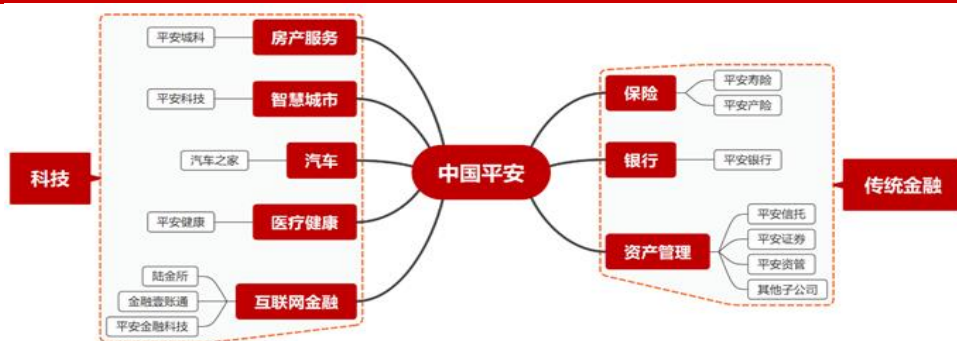 科技
平安城科
房产服务
平安科技
智慧城市
汽车之家
汽车
平安健康
医疗健康
陆金所
金融壹账通
平安金融科技
互联网金融
中国平安
保险
平安寿险
平安产险
银行
平安银行
资产管理
平安信托
平安证券
平安资管
其他子公司
传统金融